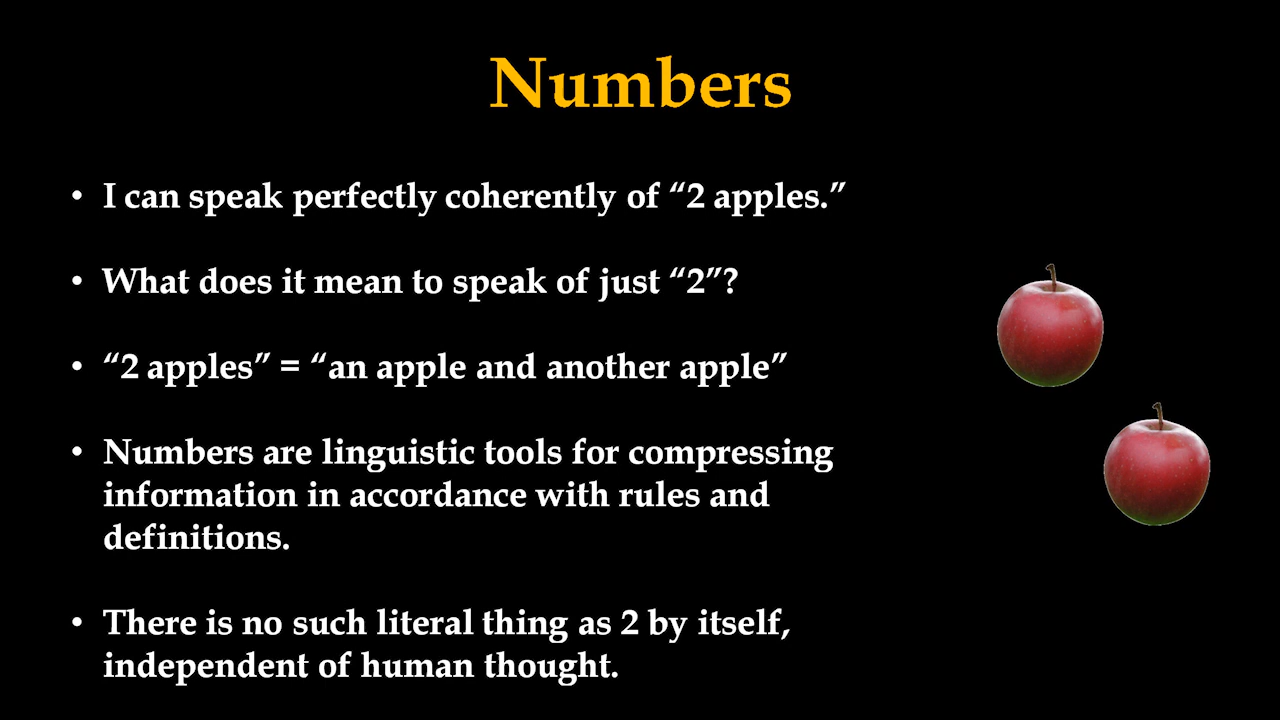 Numbers
• I can speak perfectly coherently of “2 apples.”
• What does it mean to speak of just “2”?
• “2 apples” = “an apple and another apple”
• Numbers are linguistic tools for compressing
information in accordance with rules and
definitions.
• There is no such literal thing as 2 by itself,
independent of human thought.